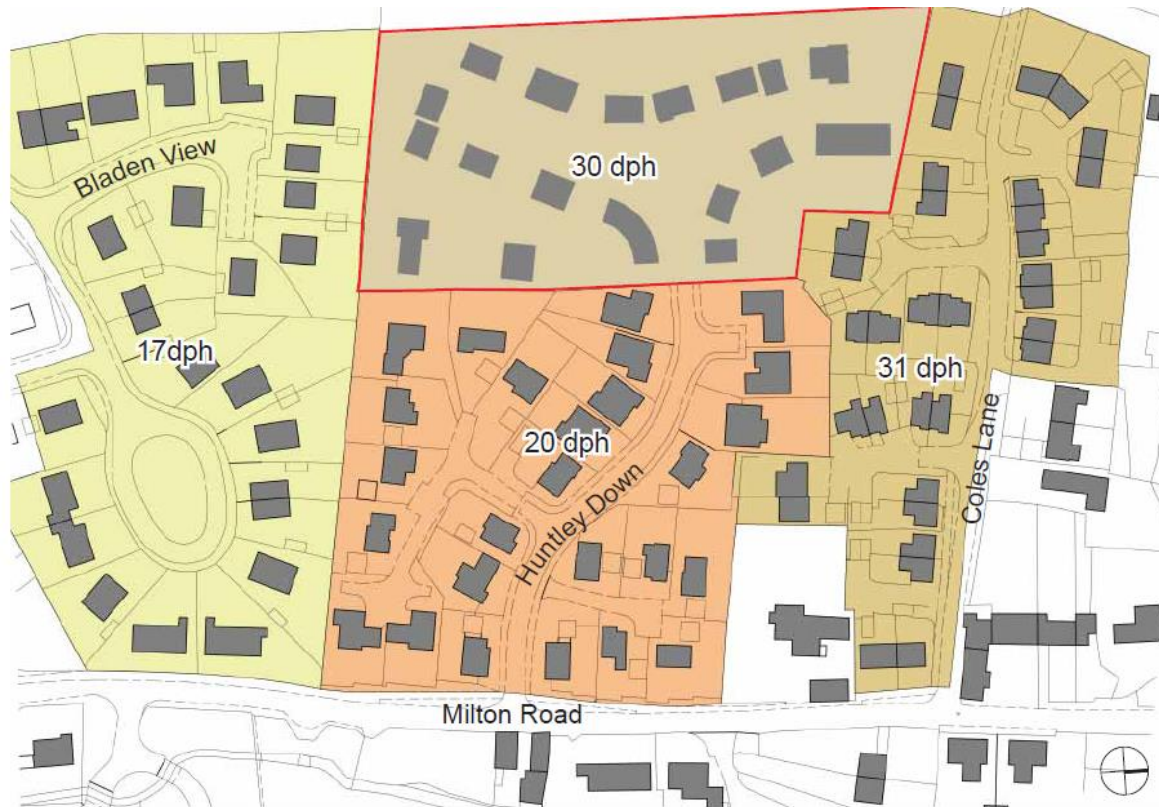 Bladen View
30 dph
17dph
31 dph
20 dph
Coles Lane
Huntley Down
Milton Road